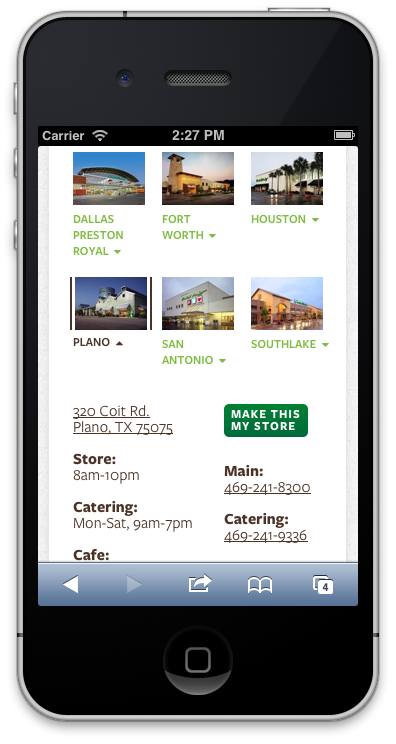 Carrier
2:27 PM
DALLAS
PRESTON
ROYAL
FORT
WORTH
HOUSTON
PLANO
SAN
ANTONIO
SOUTHLAKE
320 Coit Rd.
Plano, TX 75075
MAKE THIS
MY STORE
Store:
8am-10pm
Main:
469-241-8300
Catering:
Mon-Sat, 9am-7pm
Catering:
469-241-9336
Cafe:
4